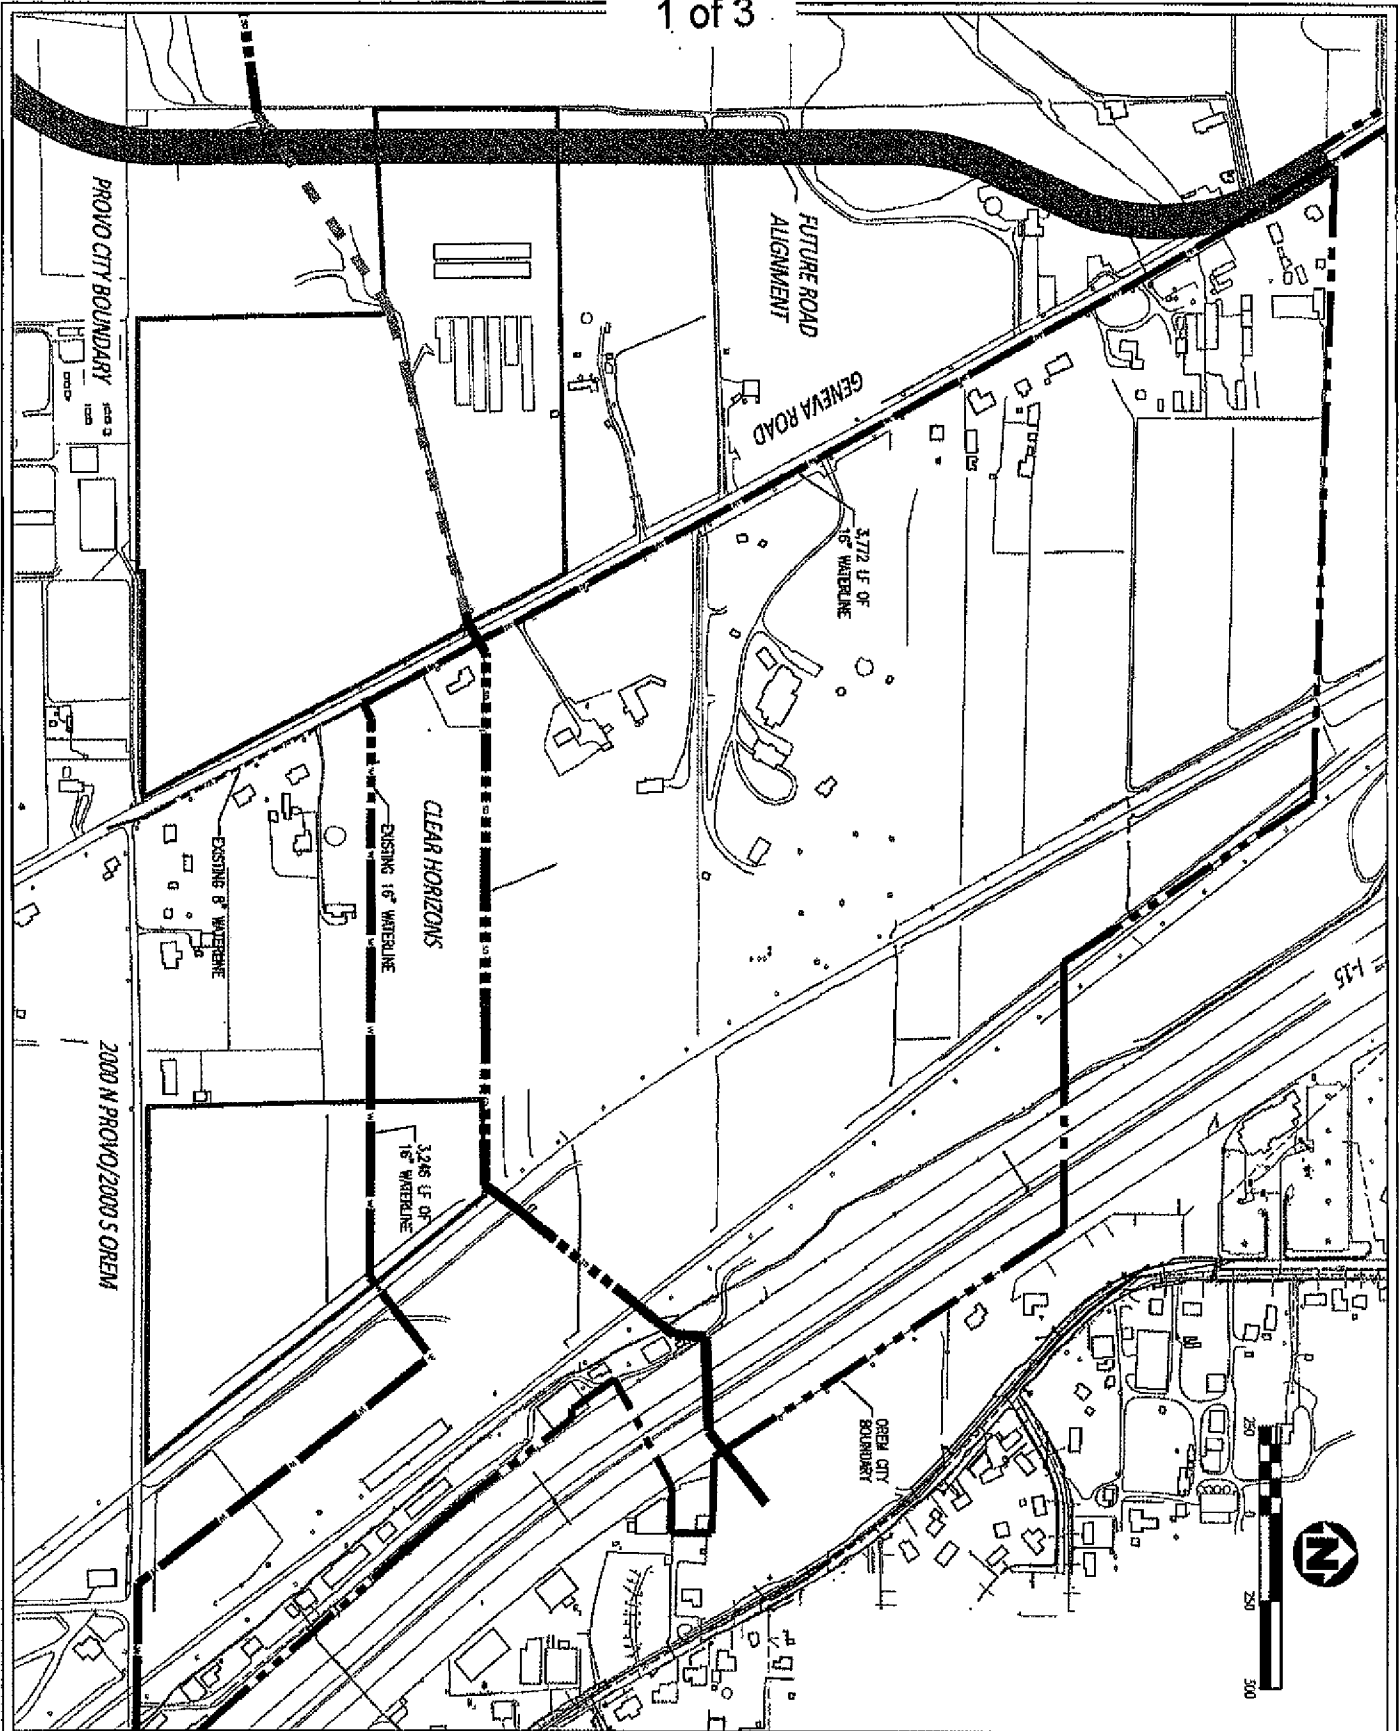 1 of 3
PROVO CITY BOUNDARY
FUTURE ROAD
ALIGNMENT
GENEVA ROAD
3,772 LF OF
16" WATERLINE
CLEAR HORIZONS
EXISTING 16" WATERLINE
EXISTING 8" WATERLINE
I-15
2000 N PROVO/2000 S OREM
3,246 LF OF
16" WATERLINE
OREM CITY
BOUNDARY
250
0
250
500
N